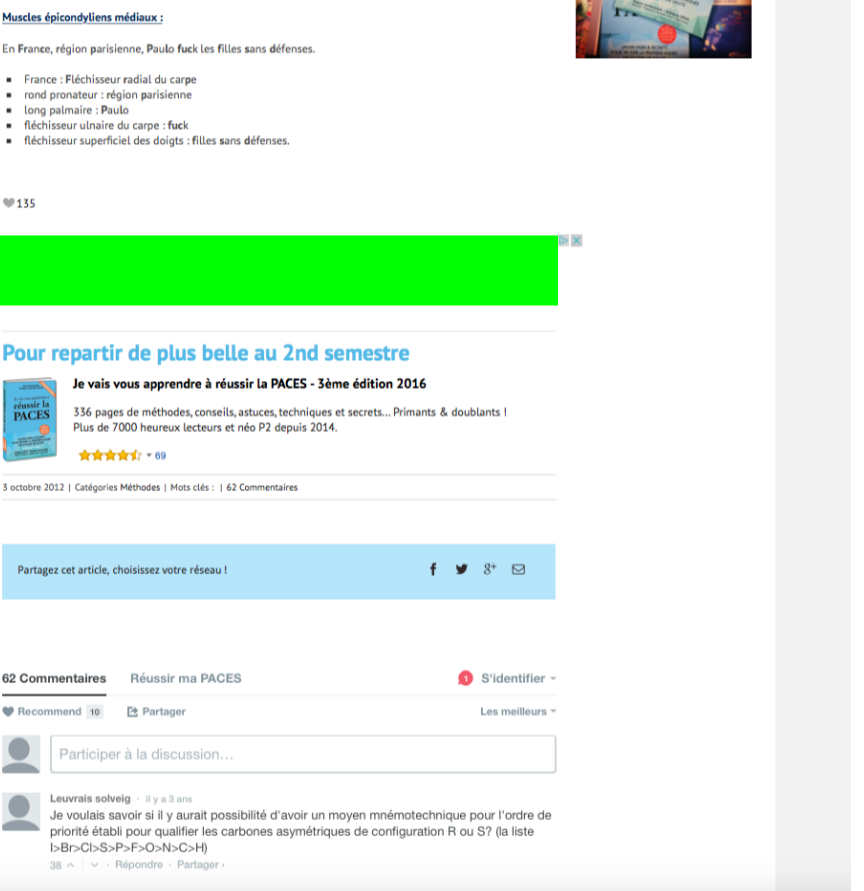 Muscles épicondyliens médiaux :
En France, région parisienne, Paulo fuck les filles sans défenses.
France : Fléchisseur radial du carpe
rond pronateur : région parisienne
long palmaire : Paulo
fléchisseur ulnaire du carpe : fuck
fléchisseur superficiel des doigts : filles sans défenses.
135
Pour repartir de plus belle au 2nd semestre
Je vais vous apprendre à réussir la PACES - 3ème édition 2016
réussir la
PACES
336 pages de méthodes, conseils, astuces, techniques et secrets... Primants & doublants !
Plus de 7000 heureux lecteurs et néo P2 depuis 2014.
69
3 octobre 2012 | Catégories Méthodes | Mots clés : | 62 Commentaires
Partagez cet article, choisissez votre réseau !
62 Commentaires Réussir ma PACES 1 S'identifier
Recommend 10 Partager Les meilleurs
Participer à la discussion...
Leuvrais solveig · il y a 3 ans
Je voulais savoir si il y aurait possibilité d'avoir un moyen mnémotechnique pour l'ordre de
priorité établi pour qualifier les carbones asymétriques de configuration R ou S? (la liste
I>Br>Cl>S>P>F>O>N>C>H)
38 · Répondre · Partager ›